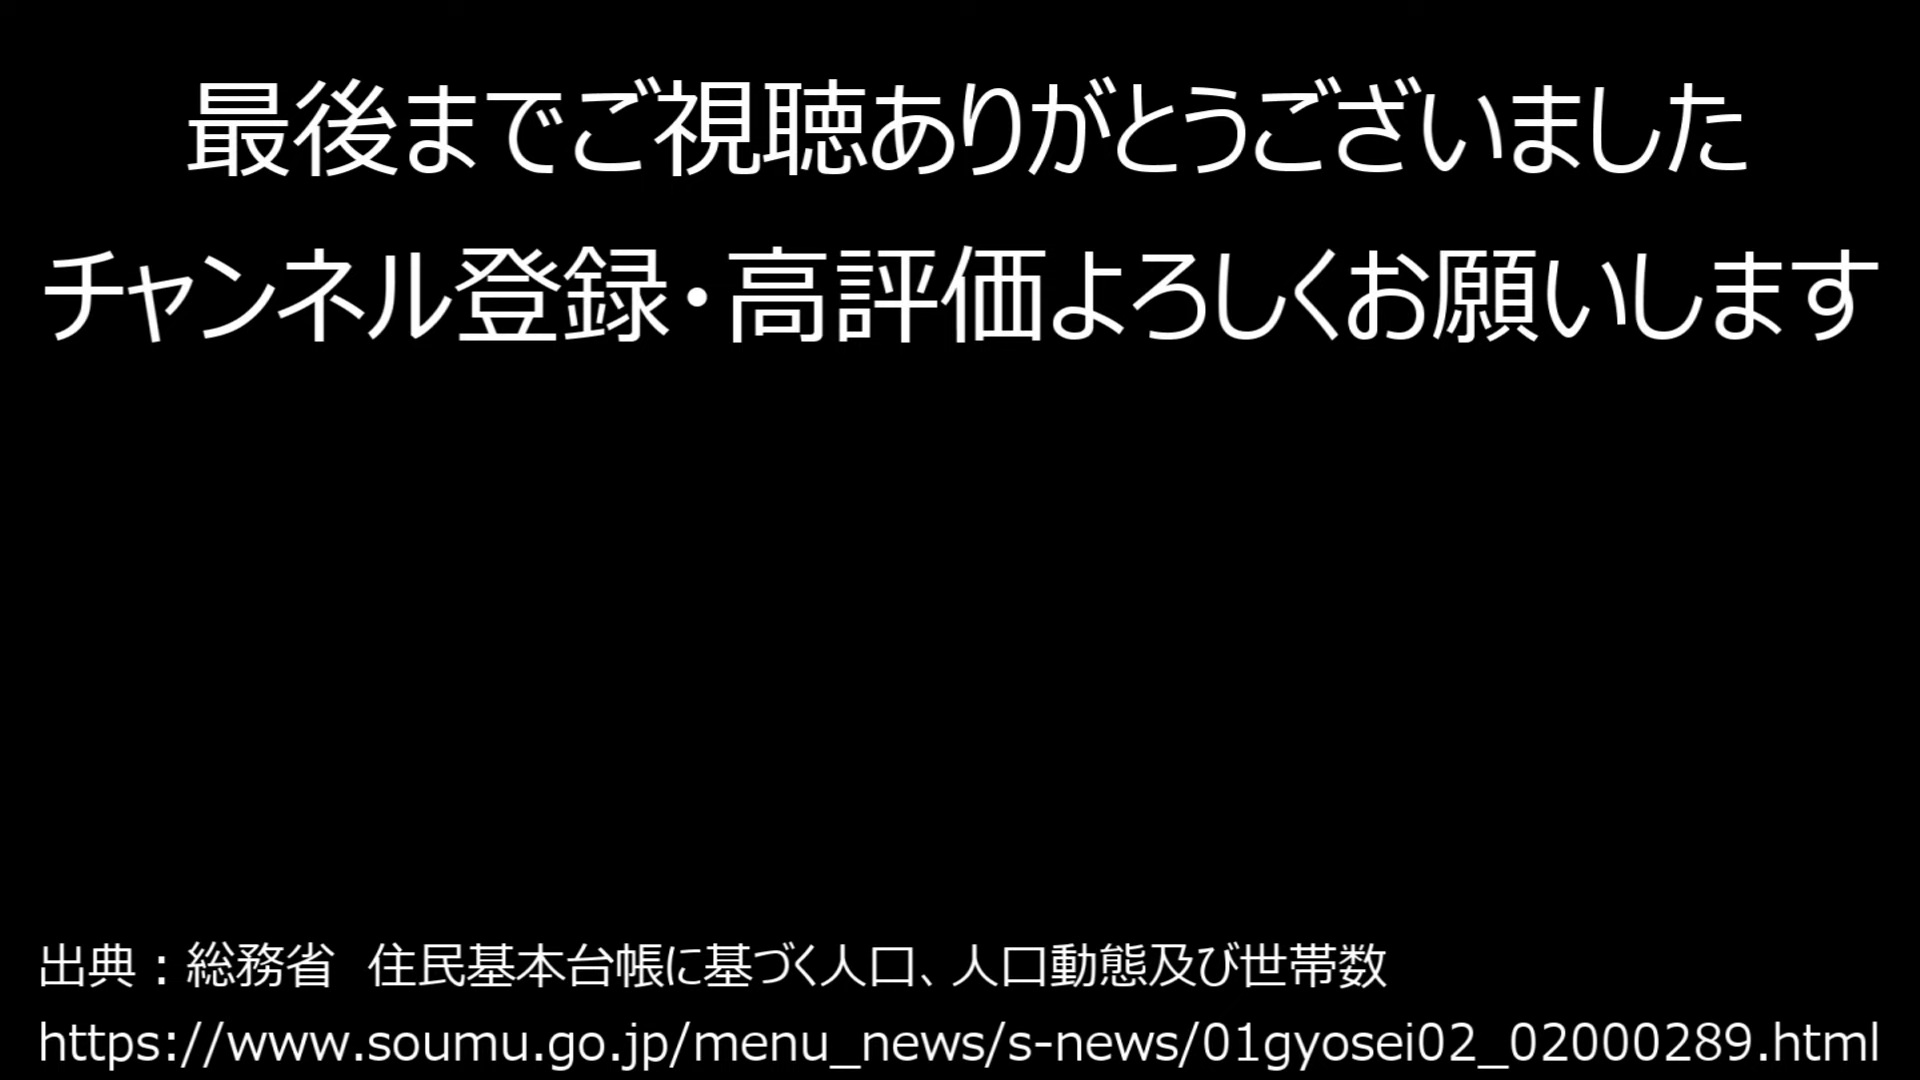 最後までご視聴ありがとうございました
チャンネル登録・高評価よろしくお願いします
出典：総務省　住民基本台帳に基づく人口、人口動態及び世帯数
https://www.soumu.go.jp/menu_news/s-news/01gyosei02_02000289.html